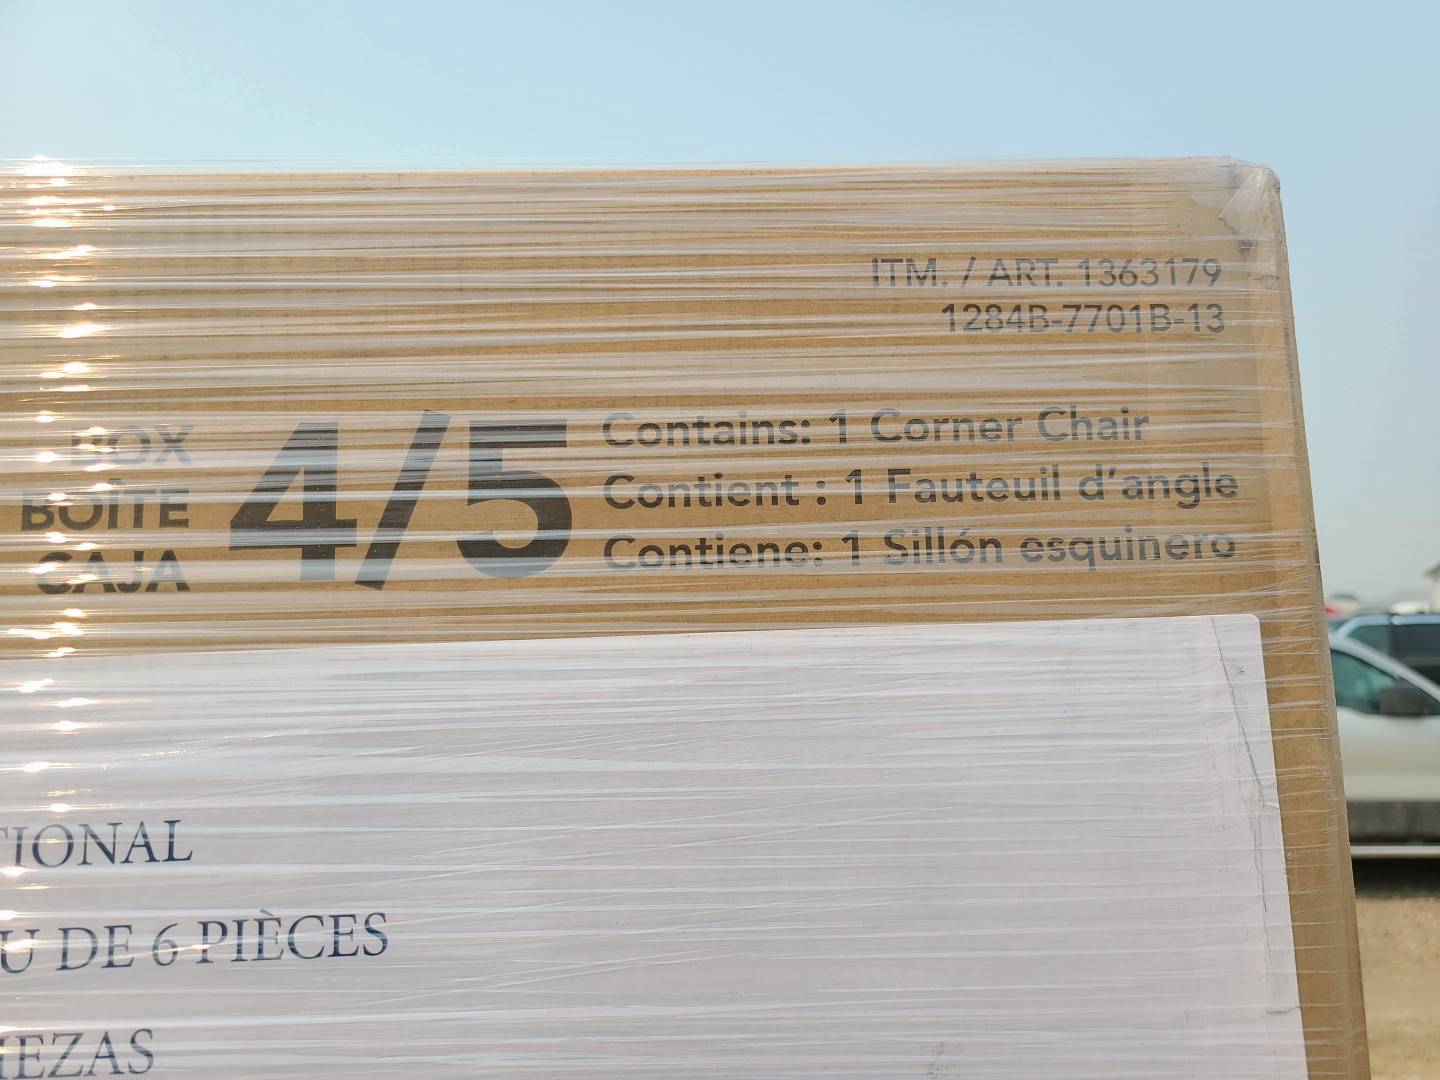 ITM. / ART. 1363179
1284B-7701B-13
BOX
BOÎTE
CAJA
4/5
Contains: 1 Corner Chair
Contient : 1 Fauteuil d'angle
Contiene: 1 Sillón esquinero
TIONAL
U DE 6 PIÈCES
IEZAS